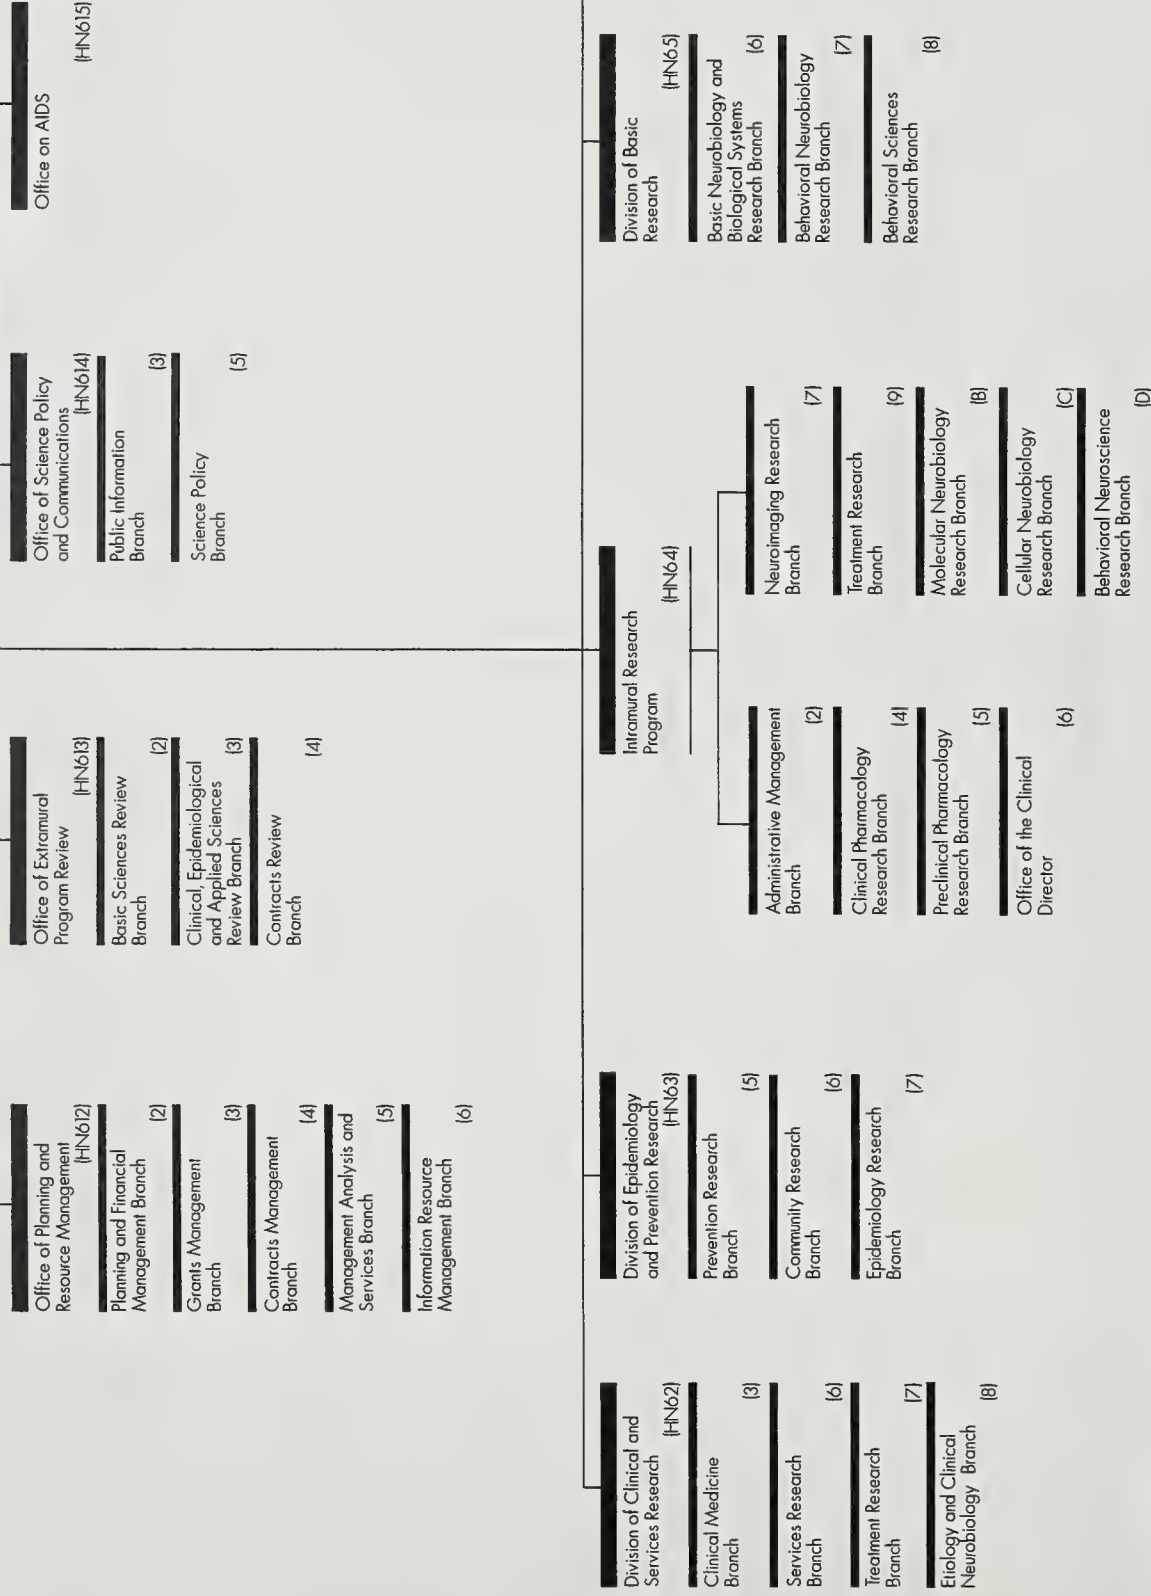 Office of Planning and
Resource Management
(HN612)
Planning and Financial
Management Branch
(2)
Grants Management
Branch
(3)
Contracts Management
Branch
(4)
Management Analysis and
Services Branch
(5)
Information Resource
Management Branch
(6)
Office of Extramural
Program Review
(HN613)
Basic Sciences Review
Branch
(2)
Clinical, Epidemiological
and Applied Sciences
Review Branch
(3)
Contracts Review
Branch
(4)
Office of Science Policy
and Communications
(HN614)
Public Information
Branch
(3)
Science Policy
Branch
(5)
Office on AIDS
(HN615)
Division of Clinical and
Services Research
(HN62)
Clinical Medicine
Branch
(3)
Services Research
Branch
(6)
Treatment Research
Branch
(7)
Etiology and Clinical
Neurobiology Branch
(8)
Division of Epidemiology
and Prevention Research
(HN63)
Prevention Research
Branch
(5)
Community Research
Branch
(6)
Epidemiology Research
Branch
(7)
Intramural Research
Program
(HN64)
Administrative Management
Branch
(2)
Clinical Pharmacology
Research Branch
(4)
Preclinical Pharmacology
Research Branch
(5)
Office of the Clinical
Director
(6)
Neuroimaging Research
Branch
(7)
Treatment Research
Branch
(9)
Molecular Neurobiology
Research Branch
(B)
Cellular Neurobiology
Research Branch
(C)
Behavioral Neuroscience
Research Branch
(D)
Division of Basic
Research
(HN65)
Basic Neurobiology and
Biological Systems
Research Branch
(6)
Behavioral Neurobiology
Research Branch
(7)
Behavioral Sciences
Research Branch
(8)